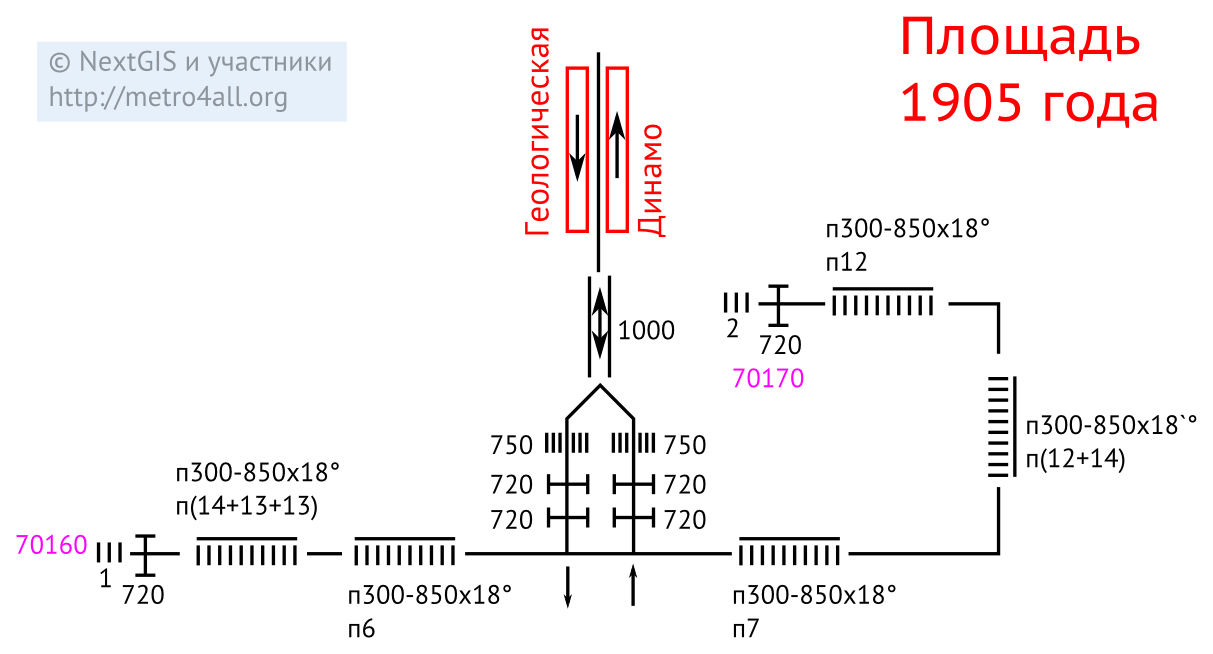 © NextGIS и участники
http://metro4all.org
Площадь
1905 года
Геологическая
Динамо
п300-850x18°
п12
1000
2
720
70170
750
750
п300-850x18`°
п(12+14)
п300-850x18°
п(14+13+13)
720
720
720
720
70160
1
720
п300-850x18°
п6
п300-850x18°
п7